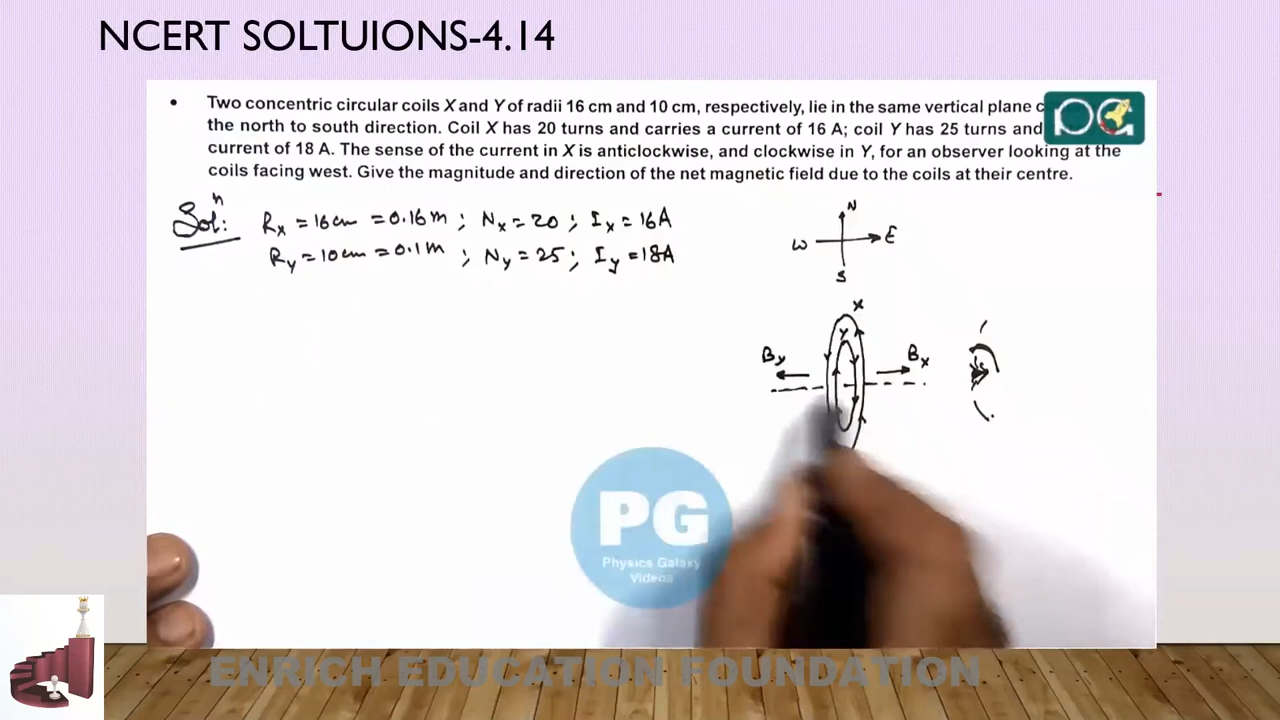 NCERT SOLTUIONS-4.14
• Two concentric circular coils X and Y of radii 16 cm and 10 cm, respectively, lie in the same vertical plane
the north to south direction. Coil X has 20 turns and carries a current of 16 A; coil Y has 25 turns and
current of 18 A. The sense of the current in X is anticlockwise, and clockwise in Y, for an observer looking at the
coils facing west. Give the magnitude and direction of the net magnetic field due to the coils at their centre.
Solⁿ: Rx = 16cm = 0.16m ; Nx = 20 ; Ix = 16A
Ry = 10cm = 0.1m ; Ny = 25 ; Iy = 18A
N
W E
S
X
Y
By Bx
PG
Physics Galaxy
Videos
ENRICH EDUCATION FOUNDATION